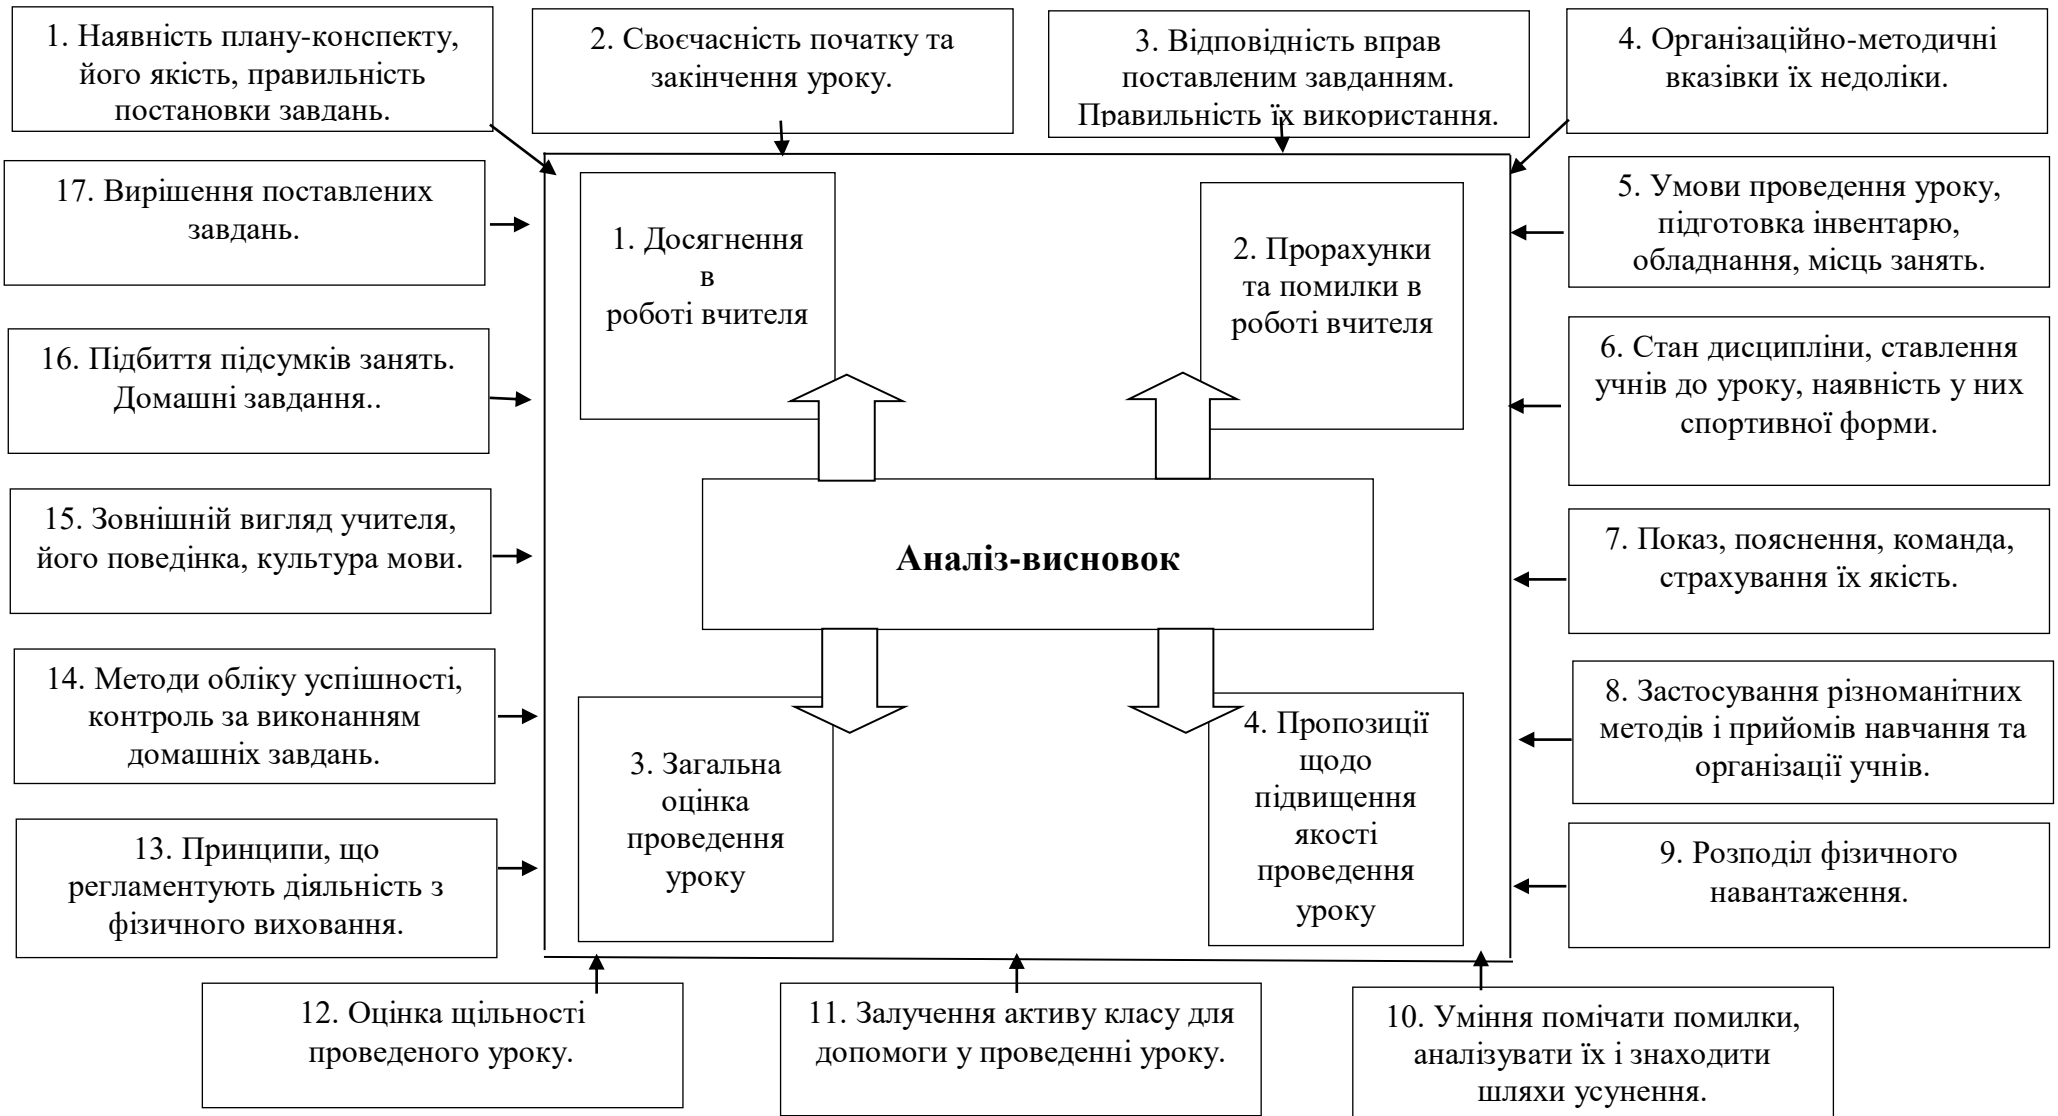 1. Наявність плану-конспекту,
його якість, правильність
постановки завдань.
2. Своєчасність початку та
закінчення уроку.
3. Відповідність вправ
поставленим завданням.
Правильність їх використання.
4. Організаційно-методичні
вказівки їх недоліки.
17. Вирішення поставлених
завдань.
1. Досягнення
в
роботі вчителя
2. Прорахунки
та помилки в
роботі вчителя
5. Умови проведення уроку,
підготовка інвентарю,
обладнання, місць занять.
16. Підбиття підсумків занять.
Домашні завдання..
6. Стан дисципліни, ставлення
учнів до уроку, наявність у них
спортивної форми.
15. Зовнішній вигляд учителя,
його поведінка, культура мови.
Аналіз-висновок
7. Показ, пояснення, команда,
страхування їх якість.
14. Методи обліку успішності,
контроль за виконанням
домашніх завдань.
3. Загальна
оцінка
проведення
уроку
4. Пропозиції
щодо
підвищення
якості
проведення
уроку
8. Застосування різноманітних
методів і прийомів навчання та
організації учнів.
13. Принципи, що
регламентують діяльність з
фізичного виховання.
9. Розподіл фізичного
навантаження.
12. Оцінка щільності
проведеного уроку.
11. Залучення активу класу для
допомоги у проведенні уроку.
10. Уміння помічати помилки,
аналізувати їх і знаходити
шляхи усунення.